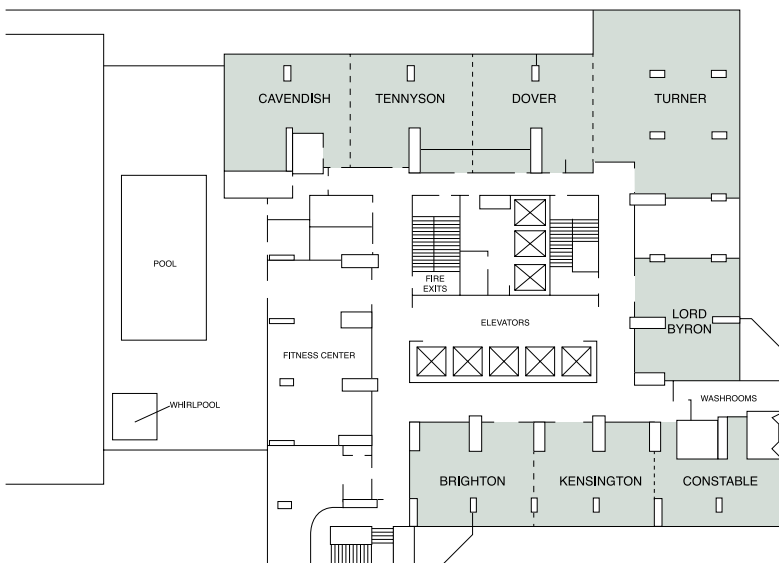 CAVENDISH
TENNYSON
DOVER
TURNER
POOL
FIRE
EXITS
ELEVATORS
LORD
BYRON
FITNESS CENTER
WHIRLPOOL
WASHROOMS
BRIGHTON
KENSINGTON
CONSTABLE